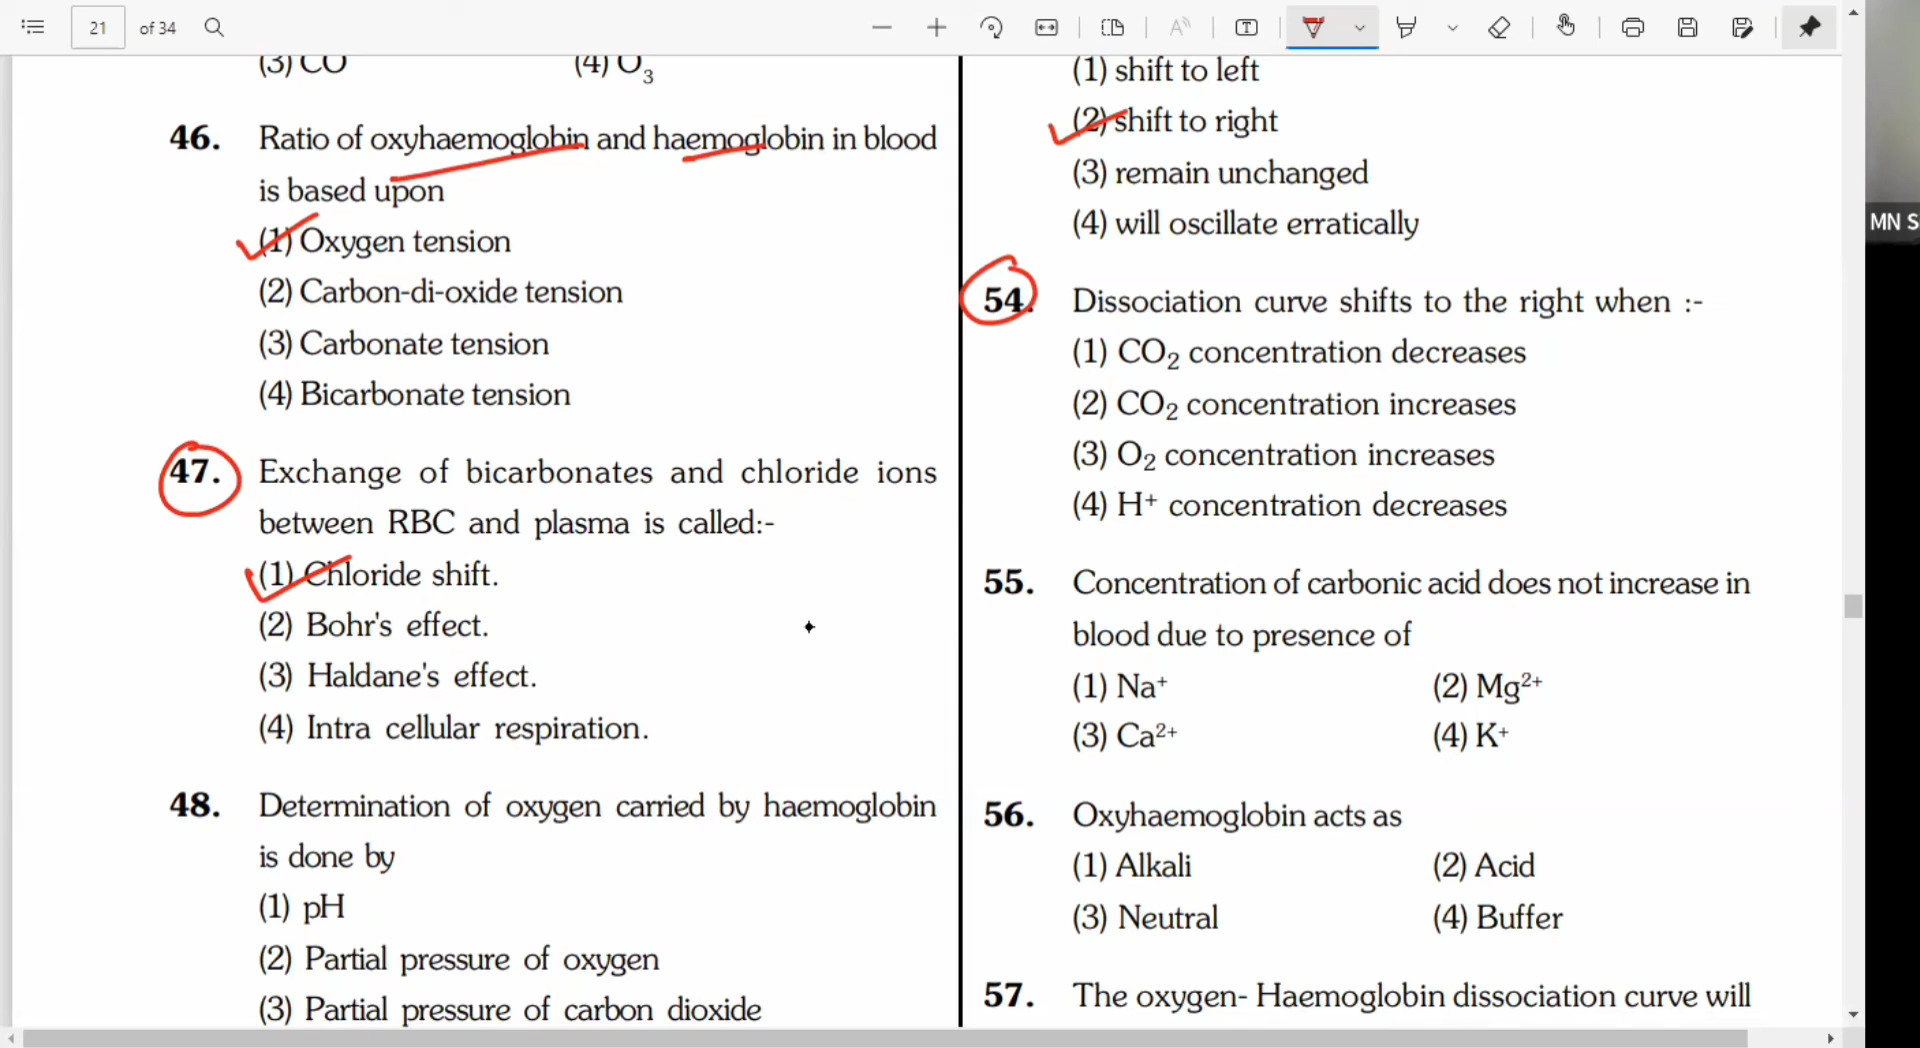 21 of 34
(3) CO (4) O₃
46. Ratio of oxyhaemoglobin and haemoglobin in blood
is based upon
(1) Oxygen tension
(2) Carbon-di-oxide tension
(3) Carbonate tension
(4) Bicarbonate tension
47. Exchange of bicarbonates and chloride ions
between RBC and plasma is called:-
(1) Chloride shift.
(2) Bohr's effect.
(3) Haldane's effect.
(4) Intra cellular respiration.
48. Determination of oxygen carried by haemoglobin
is done by
(1) pH
(2) Partial pressure of oxygen
(3) Partial pressure of carbon dioxide
(1) shift to left
(2) shift to right
(3) remain unchanged
(4) will oscillate erratically
54. Dissociation curve shifts to the right when :-
(1) CO₂ concentration decreases
(2) CO₂ concentration increases
(3) O₂ concentration increases
(4) H⁺ concentration decreases
55. Concentration of carbonic acid does not increase in
blood due to presence of
(1) Na⁺ (2) Mg²⁺
(3) Ca²⁺ (4) K⁺
56. Oxyhaemoglobin acts as
(1) Alkali (2) Acid
(3) Neutral (4) Buffer
57. The oxygen- Haemoglobin dissociation curve will
MN S